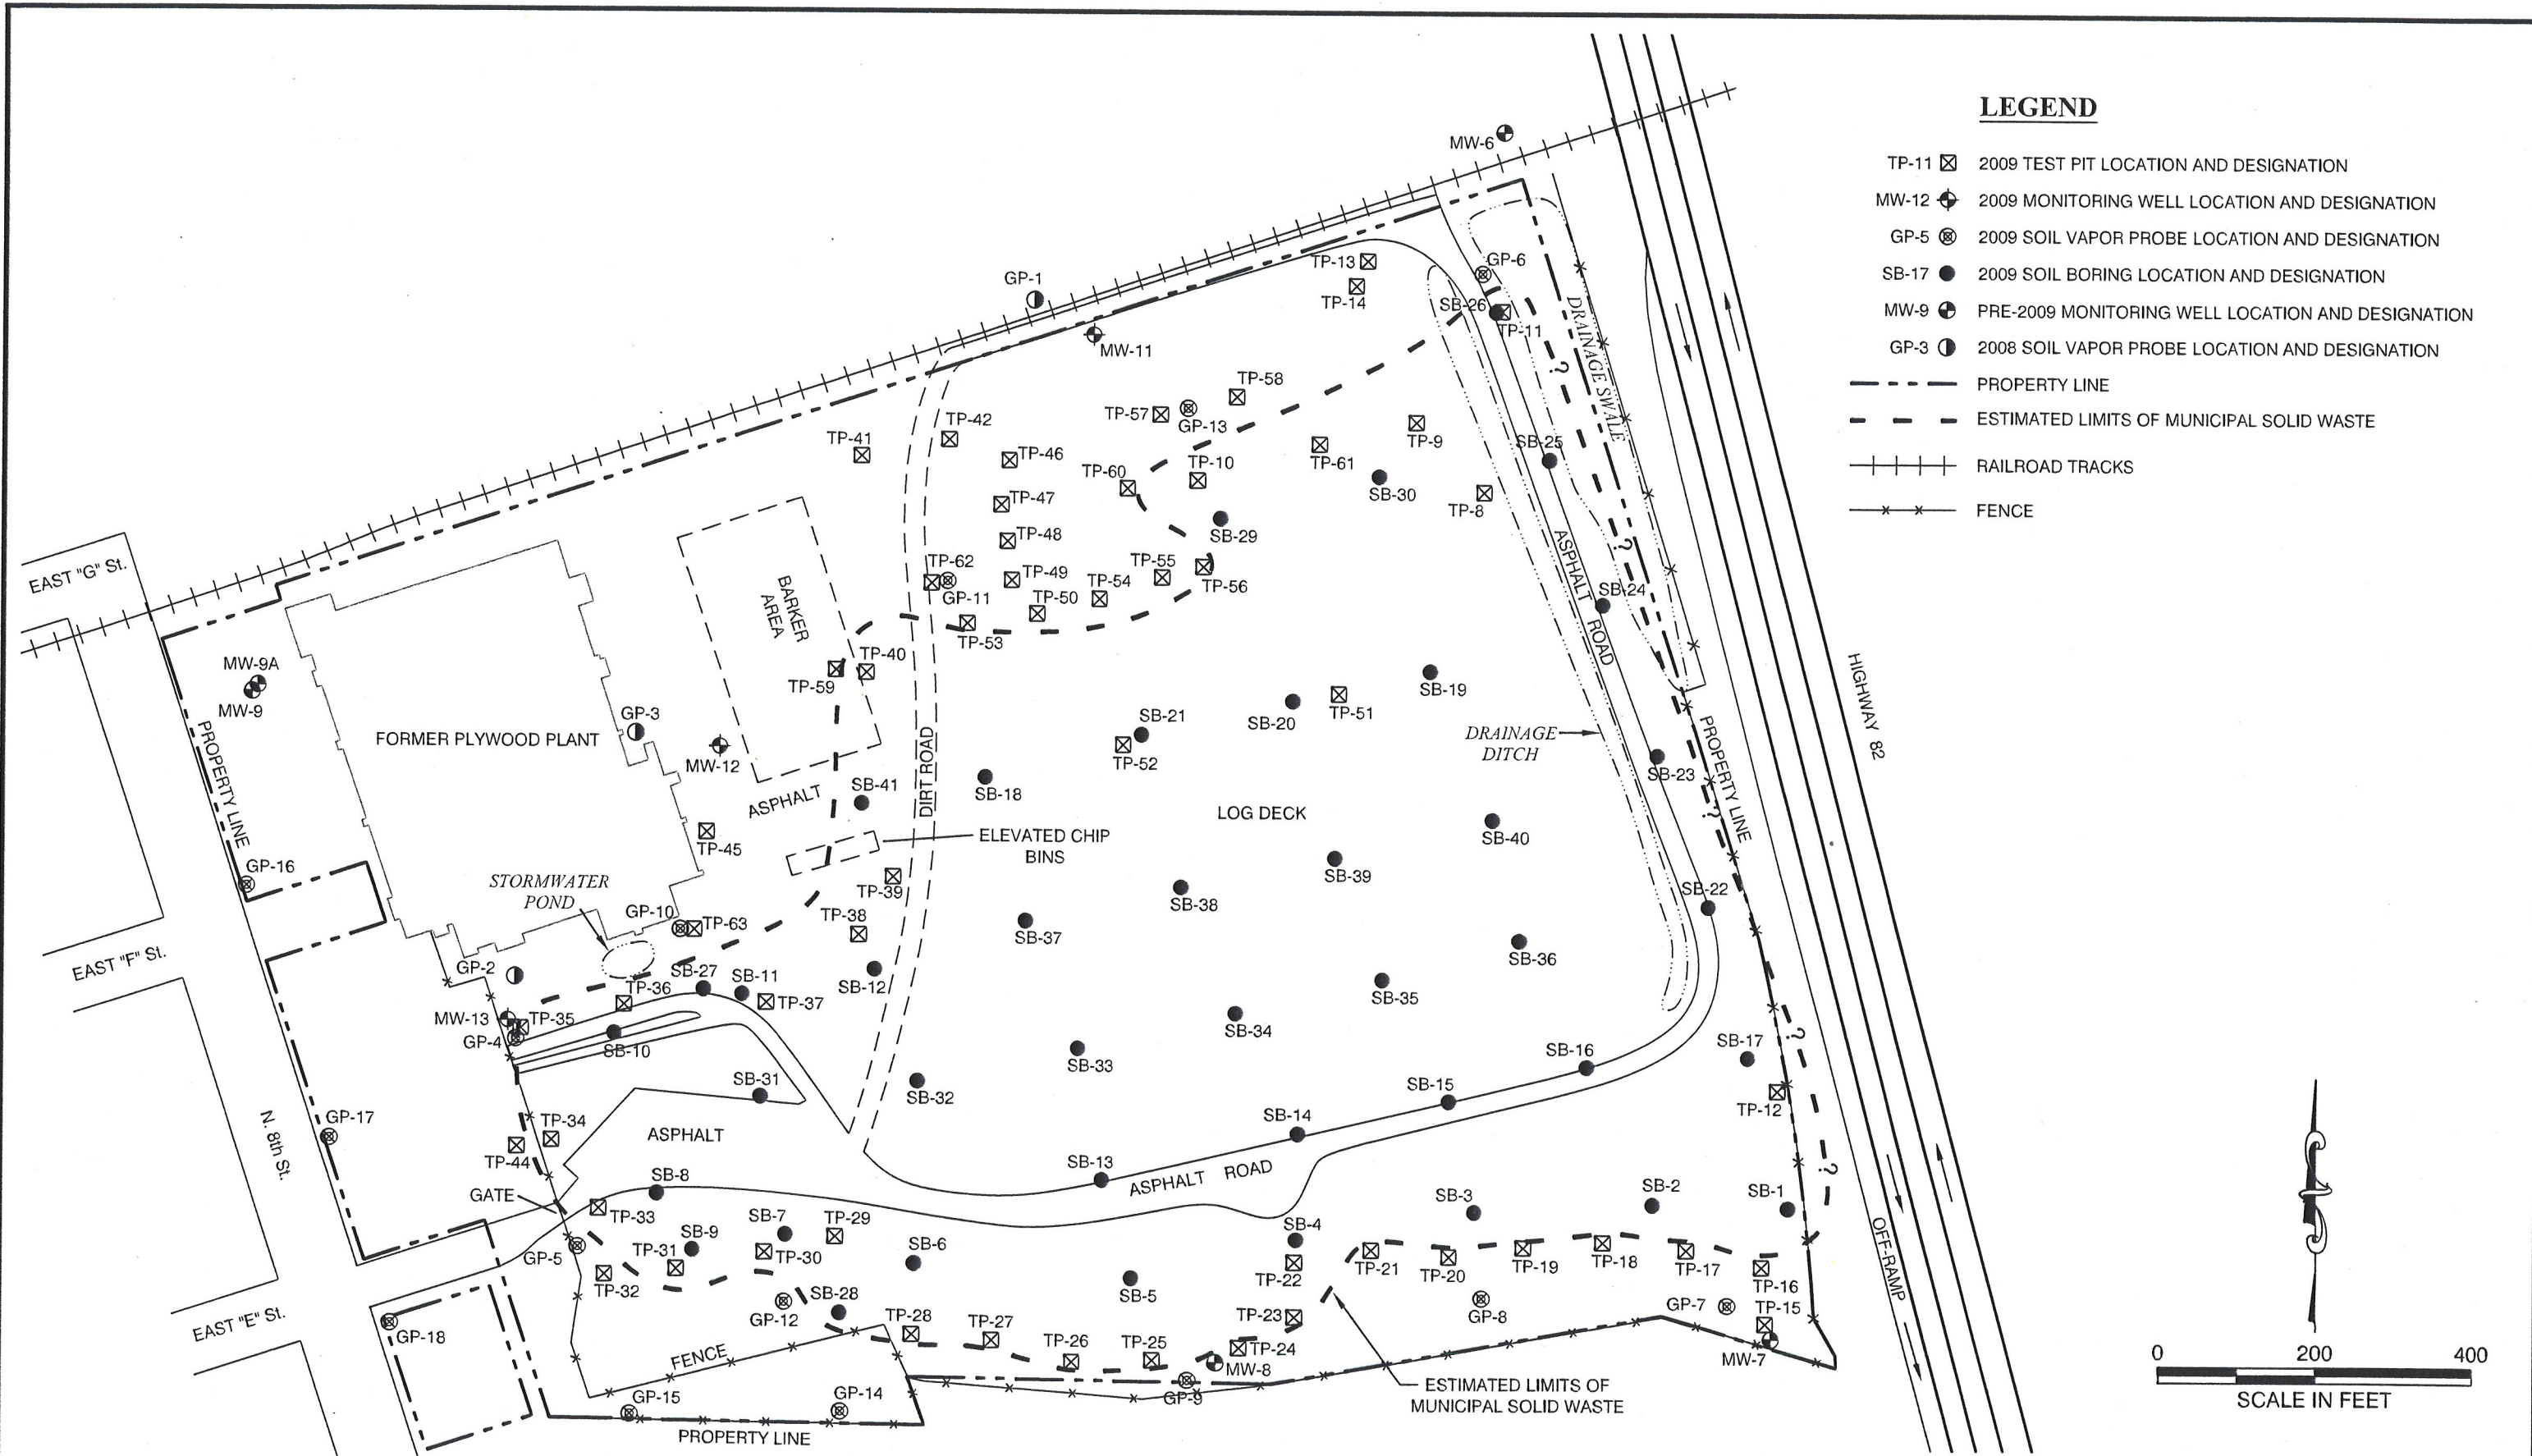 LEGEND
TP-11 2009 TEST PIT LOCATION AND DESIGNATION
MW-12 2009 MONITORING WELL LOCATION AND DESIGNATION
GP-5 2009 SOIL VAPOR PROBE LOCATION AND DESIGNATION
SB-17 2009 SOIL BORING LOCATION AND DESIGNATION
MW-9 PRE-2009 MONITORING WELL LOCATION AND DESIGNATION
GP-3 2008 SOIL VAPOR PROBE LOCATION AND DESIGNATION
PROPERTY LINE
ESTIMATED LIMITS OF MUNICIPAL SOLID WASTE
RAILROAD TRACKS
FENCE
MW-6
GP-1
MW-11
TP-13
TP-14
GP-6
SB-26
TP-11
DRAINAGE SWALE
?
TP-58
TP-57
GP-13
TP-42
TP-41
TP-46
TP-60
TP-10
TP-61
TP-9
SB-25
SB-30
TP-8
TP-47
TP-48
SB-29
TP-62
TP-49
TP-55
TP-54
TP-56
GP-11
TP-50
TP-53
?
ASPHALT ROAD
SB-24
EAST "G" St.
BARKER
AREA
TP-40
TP-59
MW-9A
MW-9
PROPERTY LINE
FORMER PLYWOOD PLANT
GP-3
MW-12
SB-21
TP-52
SB-20
TP-51
SB-19
DRAINAGE
DITCH
PROPERTY LINE
HIGHWAY 82
SB-23
?
ASPHALT
SB-41
DIRT ROAD
SB-18
LOG DECK
SB-40
TP-45
ELEVATED CHIP
BINS
GP-16
STORMWATER
POND
TP-39
SB-39
SB-38
SB-22
GP-10
TP-63
TP-38
SB-37
SB-36
EAST "F" St.
GP-2
SB-27
SB-11
SB-12
TP-36
TP-37
SB-35
SB-34
MW-13
TP-35
GP-4
SB-10
SB-33
SB-17
?
SB-16
SB-31
SB-32
SB-15
TP-12
N. 8th St.
GP-17
TP-34
ASPHALT
SB-14
TP-44
SB-13
ASPHALT ROAD
?
GATE
SB-8
SB-3
SB-2
SB-1
TP-33
SB-9
SB-7
TP-29
SB-4
OFF-RAMP
GP-5
TP-31
TP-30
SB-6
TP-32
SB-5
TP-22
TP-21
TP-20
TP-19
TP-18
TP-17
TP-16
EAST "E" St.
GP-18
GP-12
SB-28
TP-28
TP-27
TP-26
TP-25
TP-23
TP-24
GP-8
GP-7
TP-15
MW-7
MW-8
FENCE
GP-15
GP-14
GP-9
PROPERTY LINE
ESTIMATED LIMITS OF
MUNICIPAL SOLID WASTE
0 200 400
SCALE IN FEET